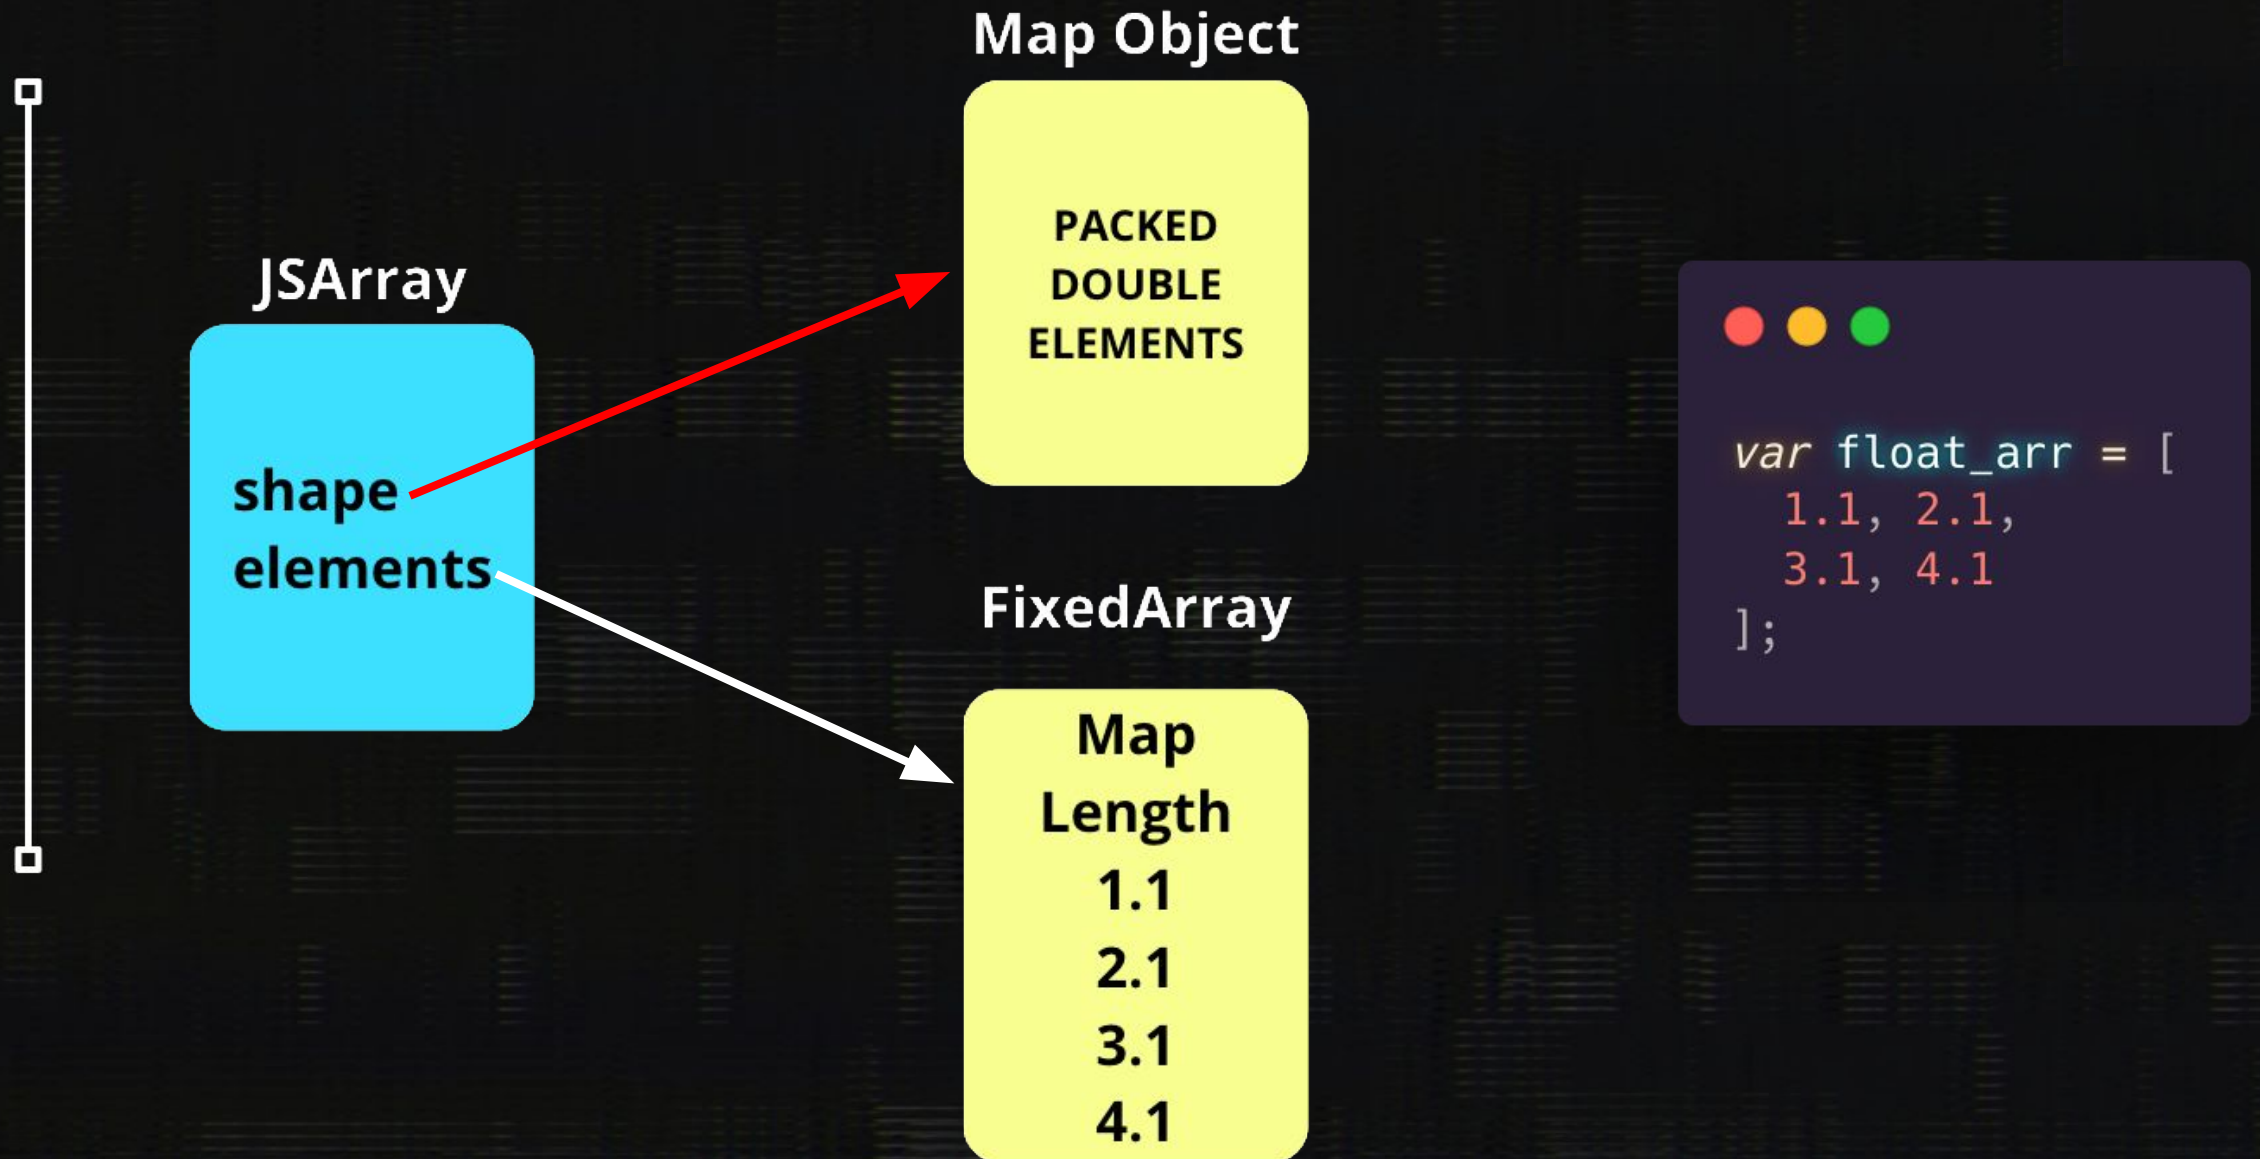 Map Object
PACKED
DOUBLE
ELEMENTS
JSArray
shape
elements
FixedArray
Map
Length
1.1
2.1
3.1
4.1
var float_arr = [
1.1, 2.1,
3.1, 4.1
];